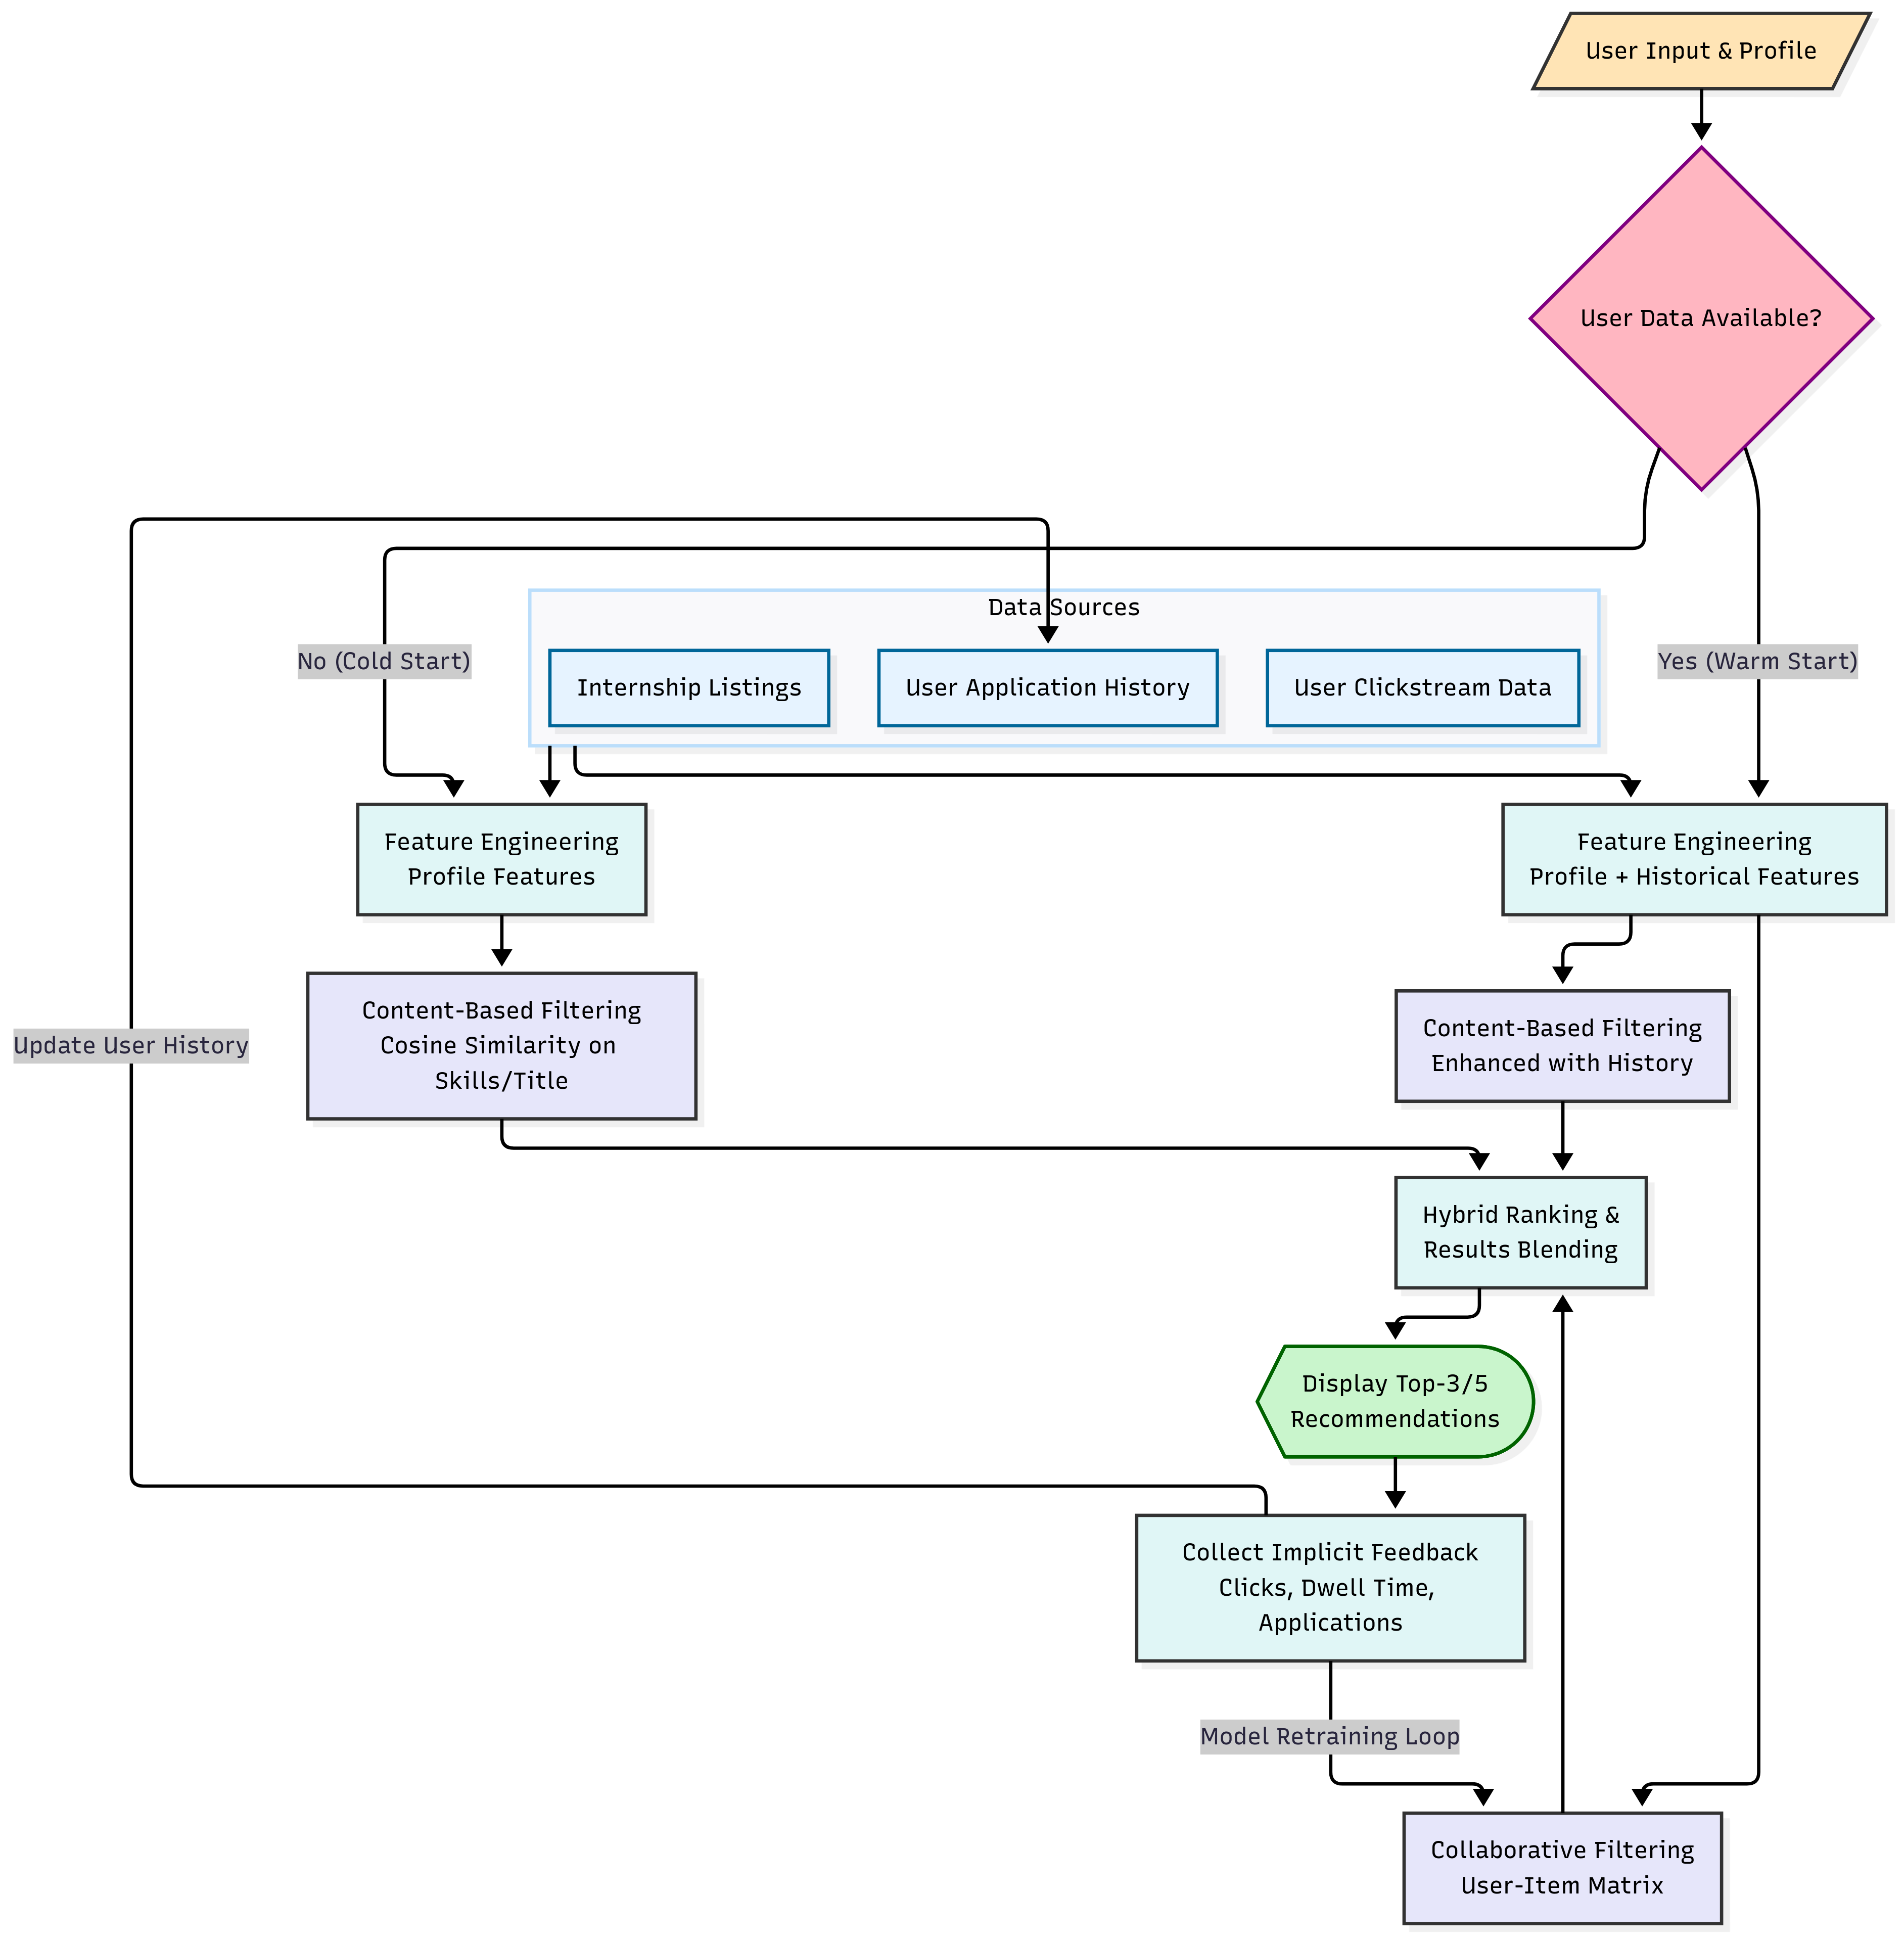 User Input & Profile
User Data Available?
Data Sources
No (Cold Start)
Yes (Warm Start)
Internship Listings
User Application History
User Clickstream Data
Feature Engineering
Profile Features
Feature Engineering
Profile + Historical Features
Content-Based Filtering
Cosine Similarity on
Skills/Title
Update User History
Content-Based Filtering
Enhanced with History
Hybrid Ranking &
Results Blending
Display Top-3/5
Recommendations
Collect Implicit Feedback
Clicks, Dwell Time,
Applications
Model Retraining Loop
Collaborative Filtering
User-Item Matrix